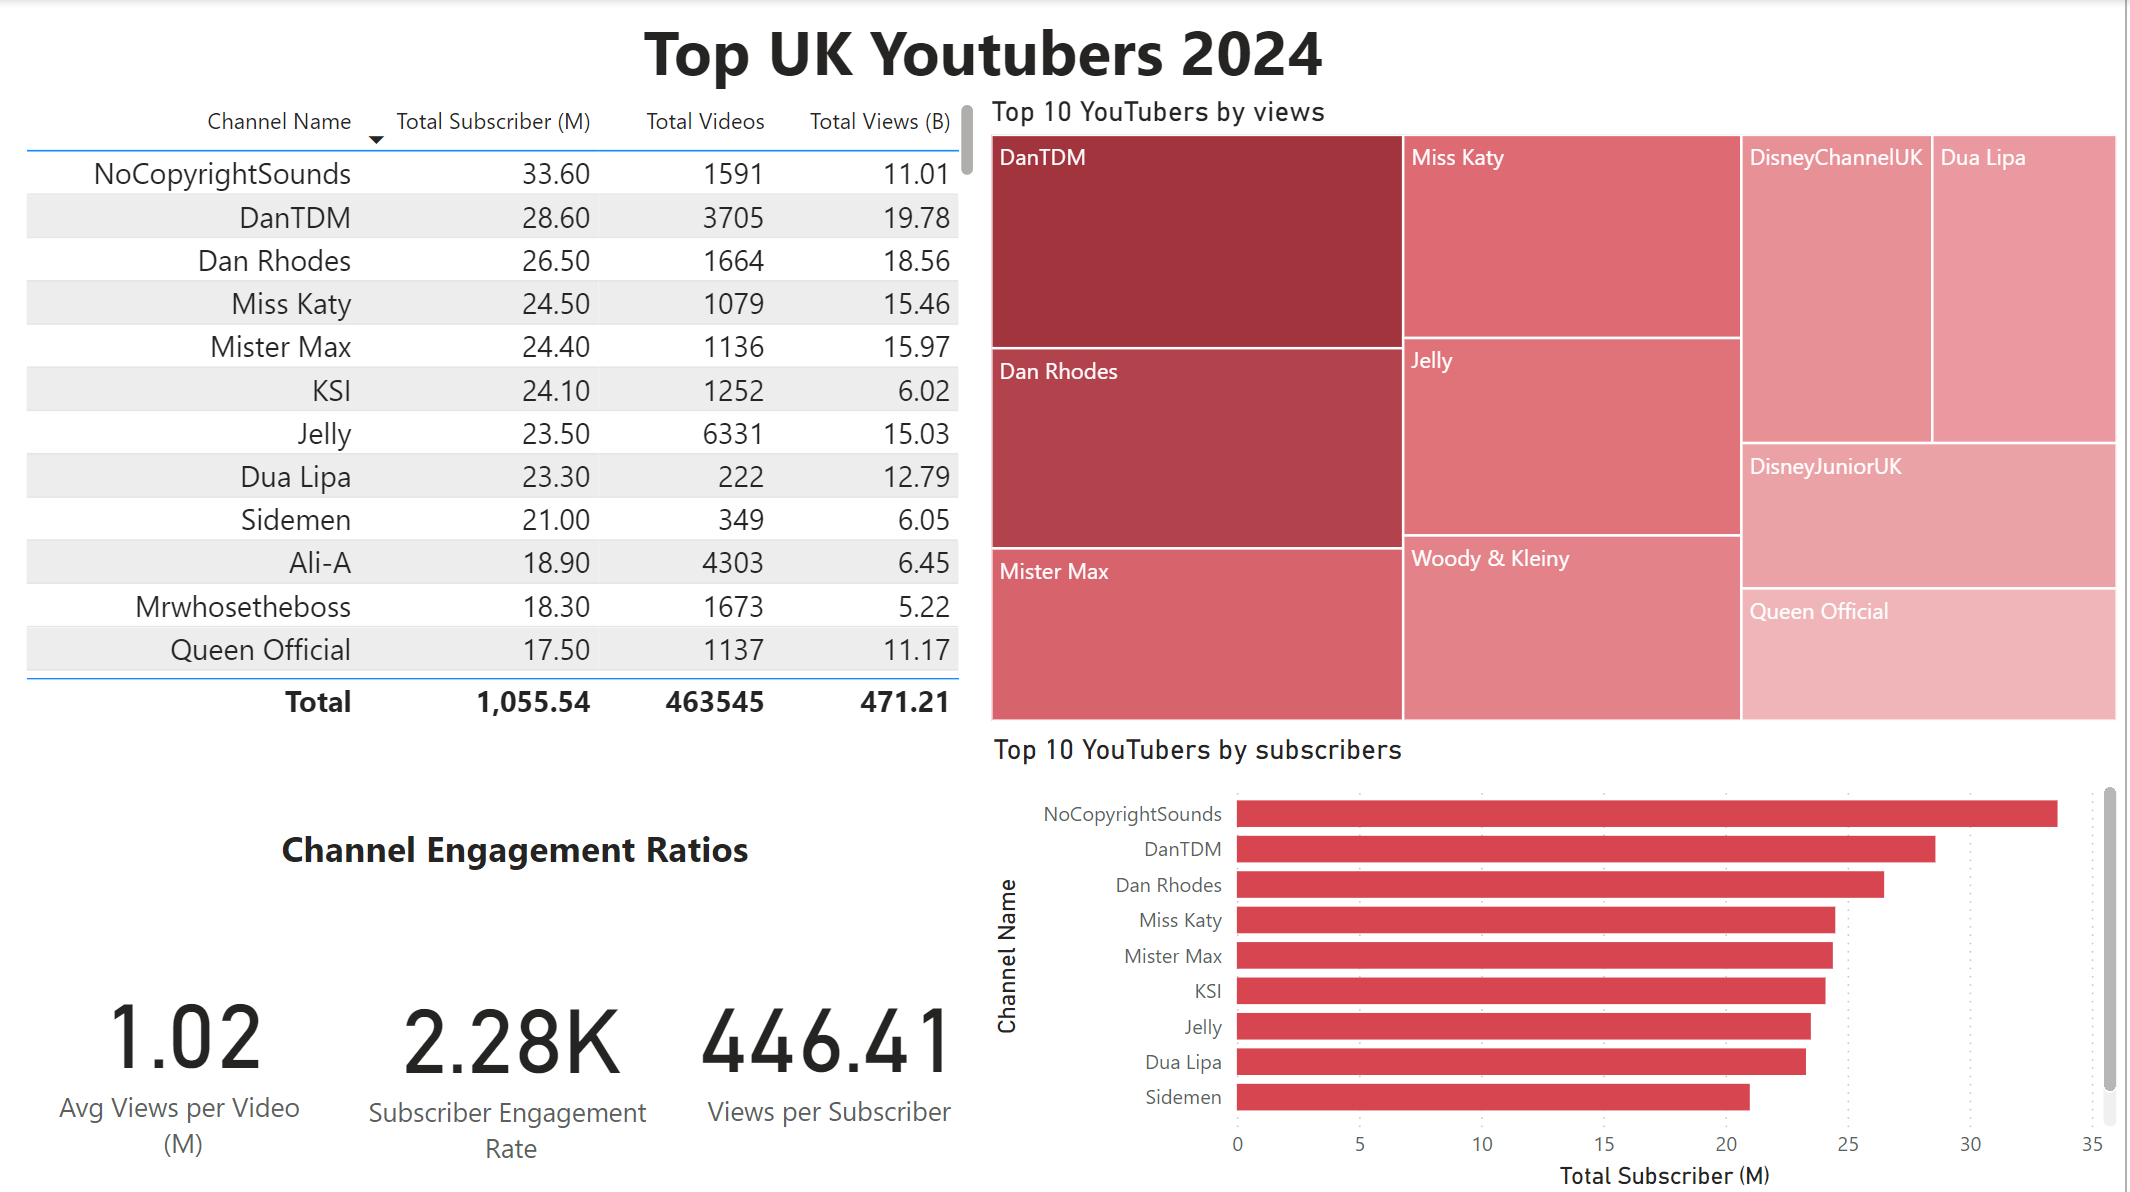 Top UK Youtubers 2024
Channel Name Total Subscriber (M) Total Videos Total Views (B)
NoCopyrightSounds 33.60 1591 11.01
DanTDM 28.60 3705 19.78
Dan Rhodes 26.50 1664 18.56
Miss Katy 24.50 1079 15.46
Mister Max 24.40 1136 15.97
KSI 24.10 1252 6.02
Jelly 23.50 6331 15.03
Dua Lipa 23.30 222 12.79
Sidemen 21.00 349 6.05
Ali-A 18.90 4303 6.45
Mrwhosetheboss 18.30 1673 5.22
Queen Official 17.50 1137 11.17
Total 1,055.54 463545 471.21
Top 10 YouTubers by views
DanTDM
Dan Rhodes
Mister Max
Miss Katy
Jelly
Woody & Kleiny
DisneyChannelUK
Dua Lipa
DisneyJuniorUK
Queen Official
Channel Engagement Ratios
1.02
Avg Views per Video
(M)
2.28K
Subscriber Engagement
Rate
446.41
Views per Subscriber
Top 10 YouTubers by subscribers
Channel Name
NoCopyrightSounds
DanTDM
Dan Rhodes
Miss Katy
Mister Max
KSI
Jelly
Dua Lipa
Sidemen
0 5 10 15 20 25 30 35
Total Subscriber (M)